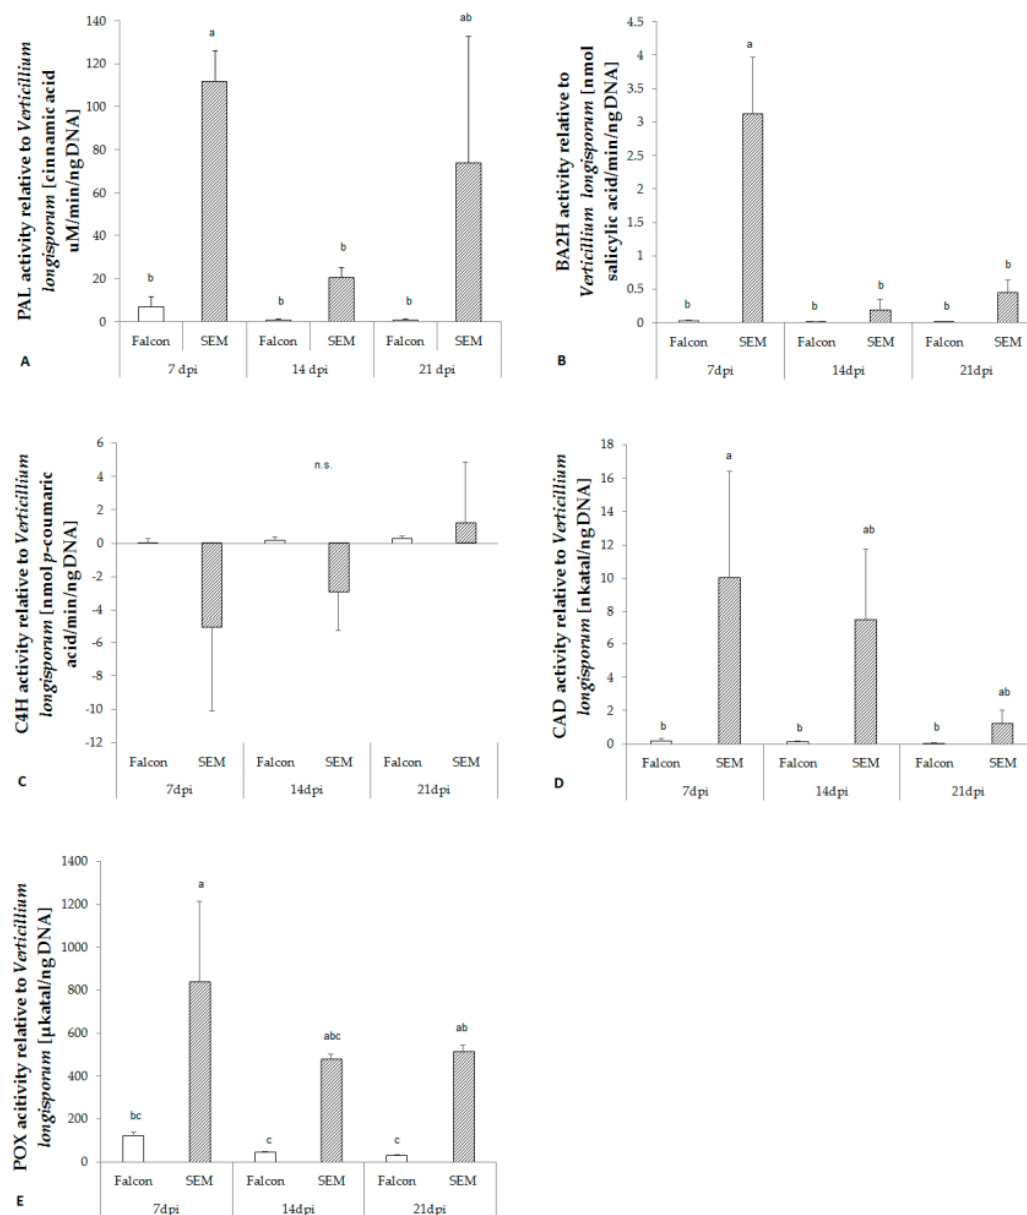 PAL activity relative to Verticillium
longisporum [cinnamic acid
uM/min/ngDNA]
140
120
100
80
60
40
20
0
b
a
b
b
b
ab
Falcon SEM Falcon SEM Falcon SEM
7 dpi 14 dpi 21 dpi
A
BA2H activity relative to
Verticillium longisporum [nmol
salicylic acid/min/ngDNA]
4.5
4
3.5
3
2.5
2
1.5
1
0.5
0
b
a
b
b
b
b
Falcon SEM Falcon SEM Falcon SEM
7dpi 14dpi 21dpi
B
C4H activity relative to Verticillium
longisporum [nmol p-coumaric
acid/min/ngDNA]
6
4
2
0
-2
-4
-6
-8
-10
-12
n.s.
Falcon SEM Falcon SEM Falcon SEM
7dpi 14dpi 21dpi
C
CAD activity relative to Verticillium
longisporum [nkatal/ngDNA]
18
16
14
12
10
8
6
4
2
0
b
a
b
ab
b
ab
Falcon SEM Falcon SEM Falcon SEM
7dpi 14dpi 21dpi
D
POX acitivity relative to Verticillium
longisporum [µkatal/ngDNA]
1400
1200
1000
800
600
400
200
0
bc
a
c
abc
c
ab
Falcon SEM Falcon SEM Falcon SEM
7dpi 14dpi 21dpi
E